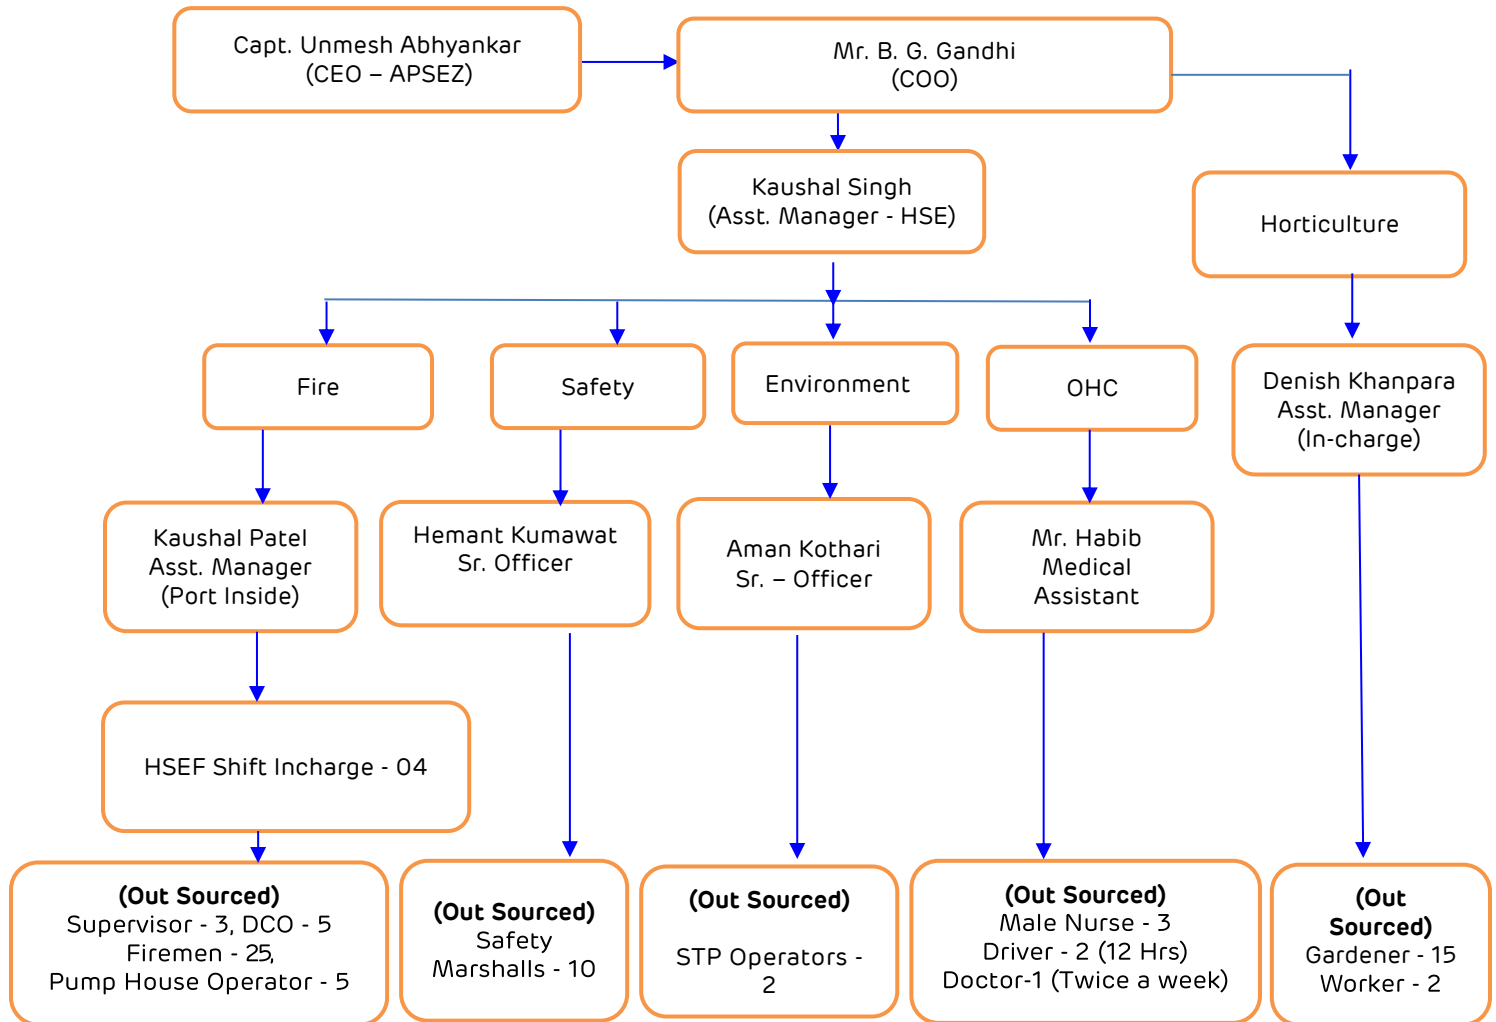 Capt. Unmesh Abhyankar
(CEO – APSEZ)
Mr. B. G. Gandhi
(COO)
Kaushal Singh
(Asst. Manager - HSE)
Horticulture
Fire
Safety
Environment
OHC
Denish Khanpara
Asst. Manager
(In-charge)
Kaushal Patel
Asst. Manager
(Port Inside)
Hemant Kumawat
Sr. Officer
Aman Kothari
Sr. – Officer
Mr. Habib
Medical
Assistant
HSEF Shift Incharge - 04
(Out Sourced)
Supervisor - 3, DCO - 5
Firemen - 25,
Pump House Operator - 5
(Out Sourced)
Safety
Marshalls - 10
(Out Sourced)
STP Operators -
2
(Out Sourced)
Male Nurse - 3
Driver - 2 (12 Hrs)
Doctor-1 (Twice a week)
(Out
Sourced)
Gardener - 15
Worker - 2